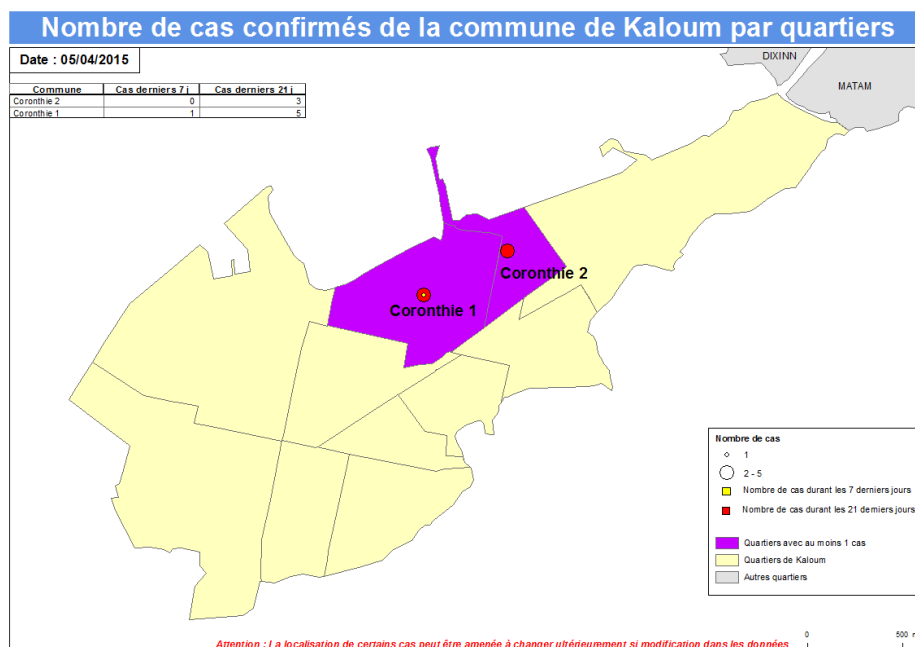 Nombre de cas confirmés de la commune de Kaloum par quartiers
Date : 05/04/2015
Commune Cas derniers 7 j Cas derniers 21 j
Coronthie 2 0 3
Coronthie 1 1 5
DIXINN
MATAM
Coronthie 2
Coronthie 1
Nombre de cas
1
2 - 5
Nombre de cas durant les 7 derniers jours
Nombre de cas durant les 21 derniers jours
Quartiers avec au moins 1 cas
Quartiers de Kaloum
Autres quartiers
0 500 m
Attention : La localisation de certains cas peut être amenée à changer ultérieurement si modification dans les données